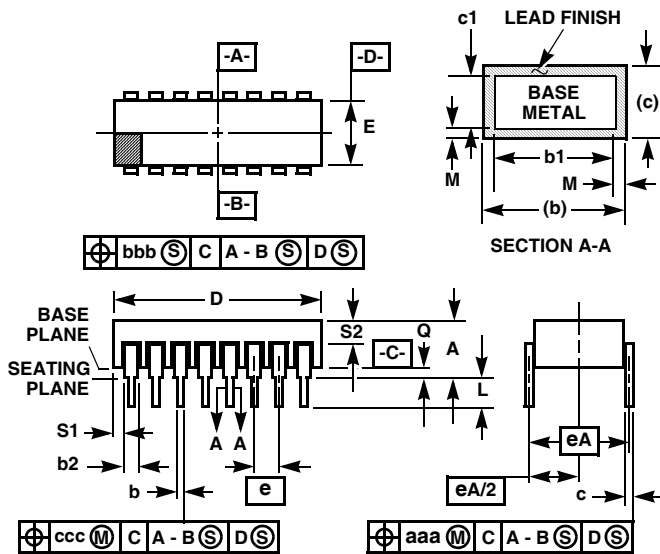 c1
LEAD FINISH
-A-
-D-
E
BASE
METAL
(c)
b1
M
M
(b)
-B-
SECTION A-A
⌖ bbb Ⓢ C A - B Ⓢ D Ⓢ
D
BASE
PLANE
S2
Q
-C-
A
SEATING
PLANE
L
S1
b2
A A
eA
b
e
eA/2
c
⌖ ccc Ⓜ C A - B Ⓢ D Ⓢ
⌖ aaa Ⓜ C A - B Ⓢ D Ⓢ